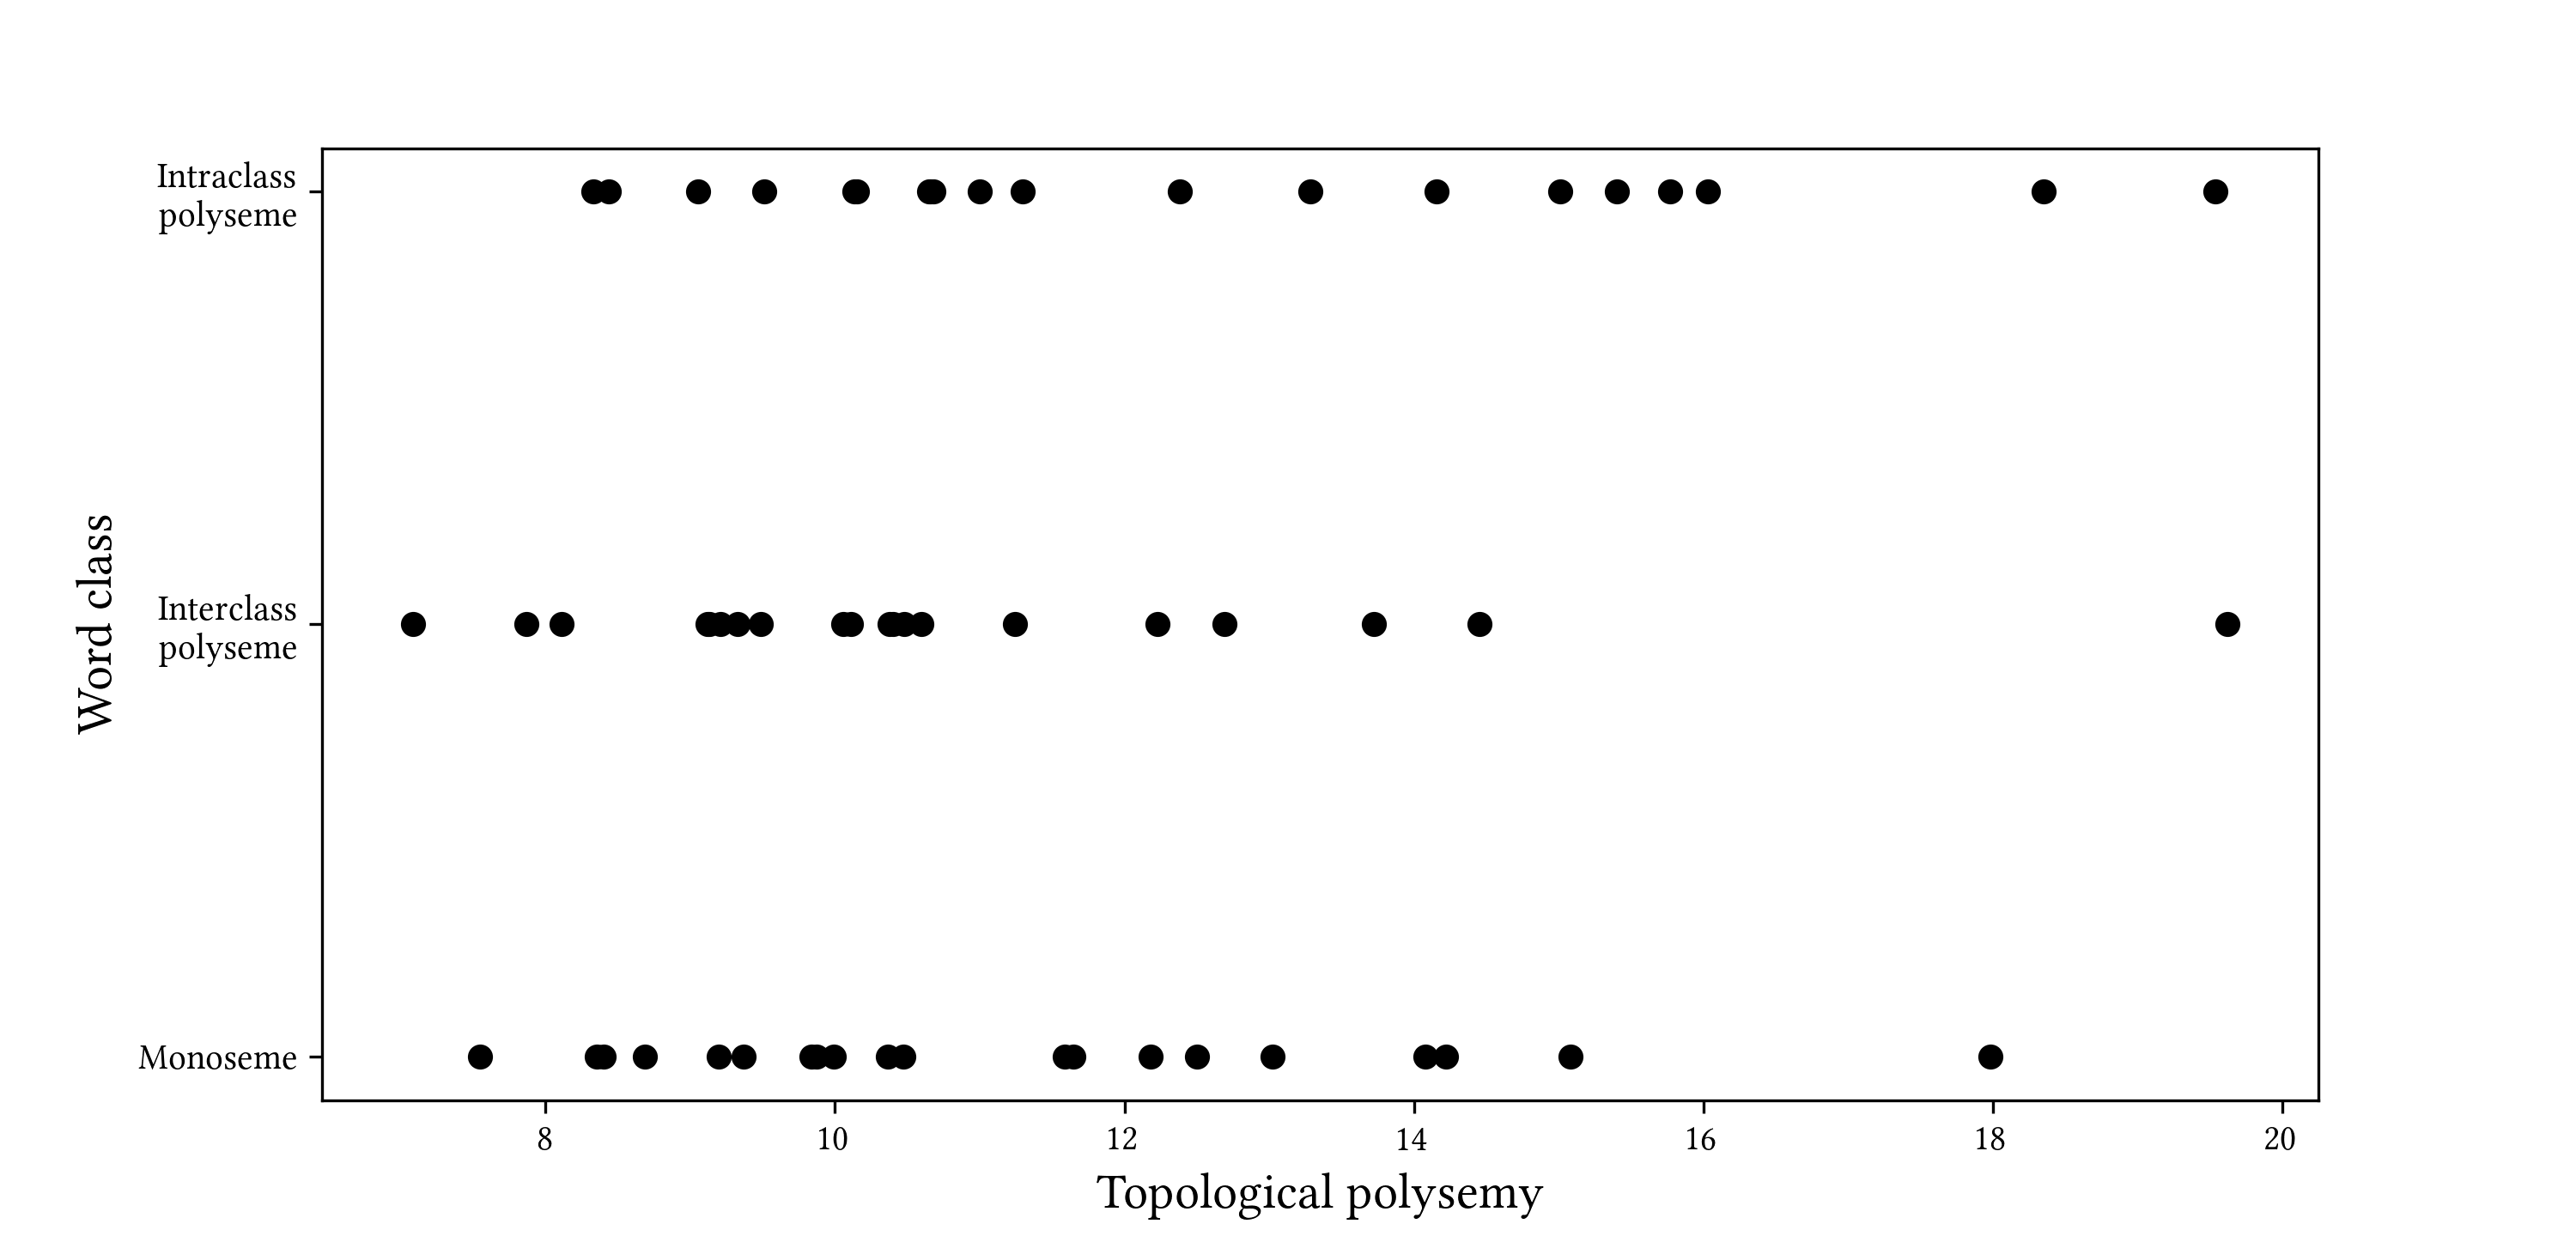 Intraclass
polyseme
Interclass
polyseme
Monoseme
Word class
8 10 12 14 16 18 20
Topological polysemy